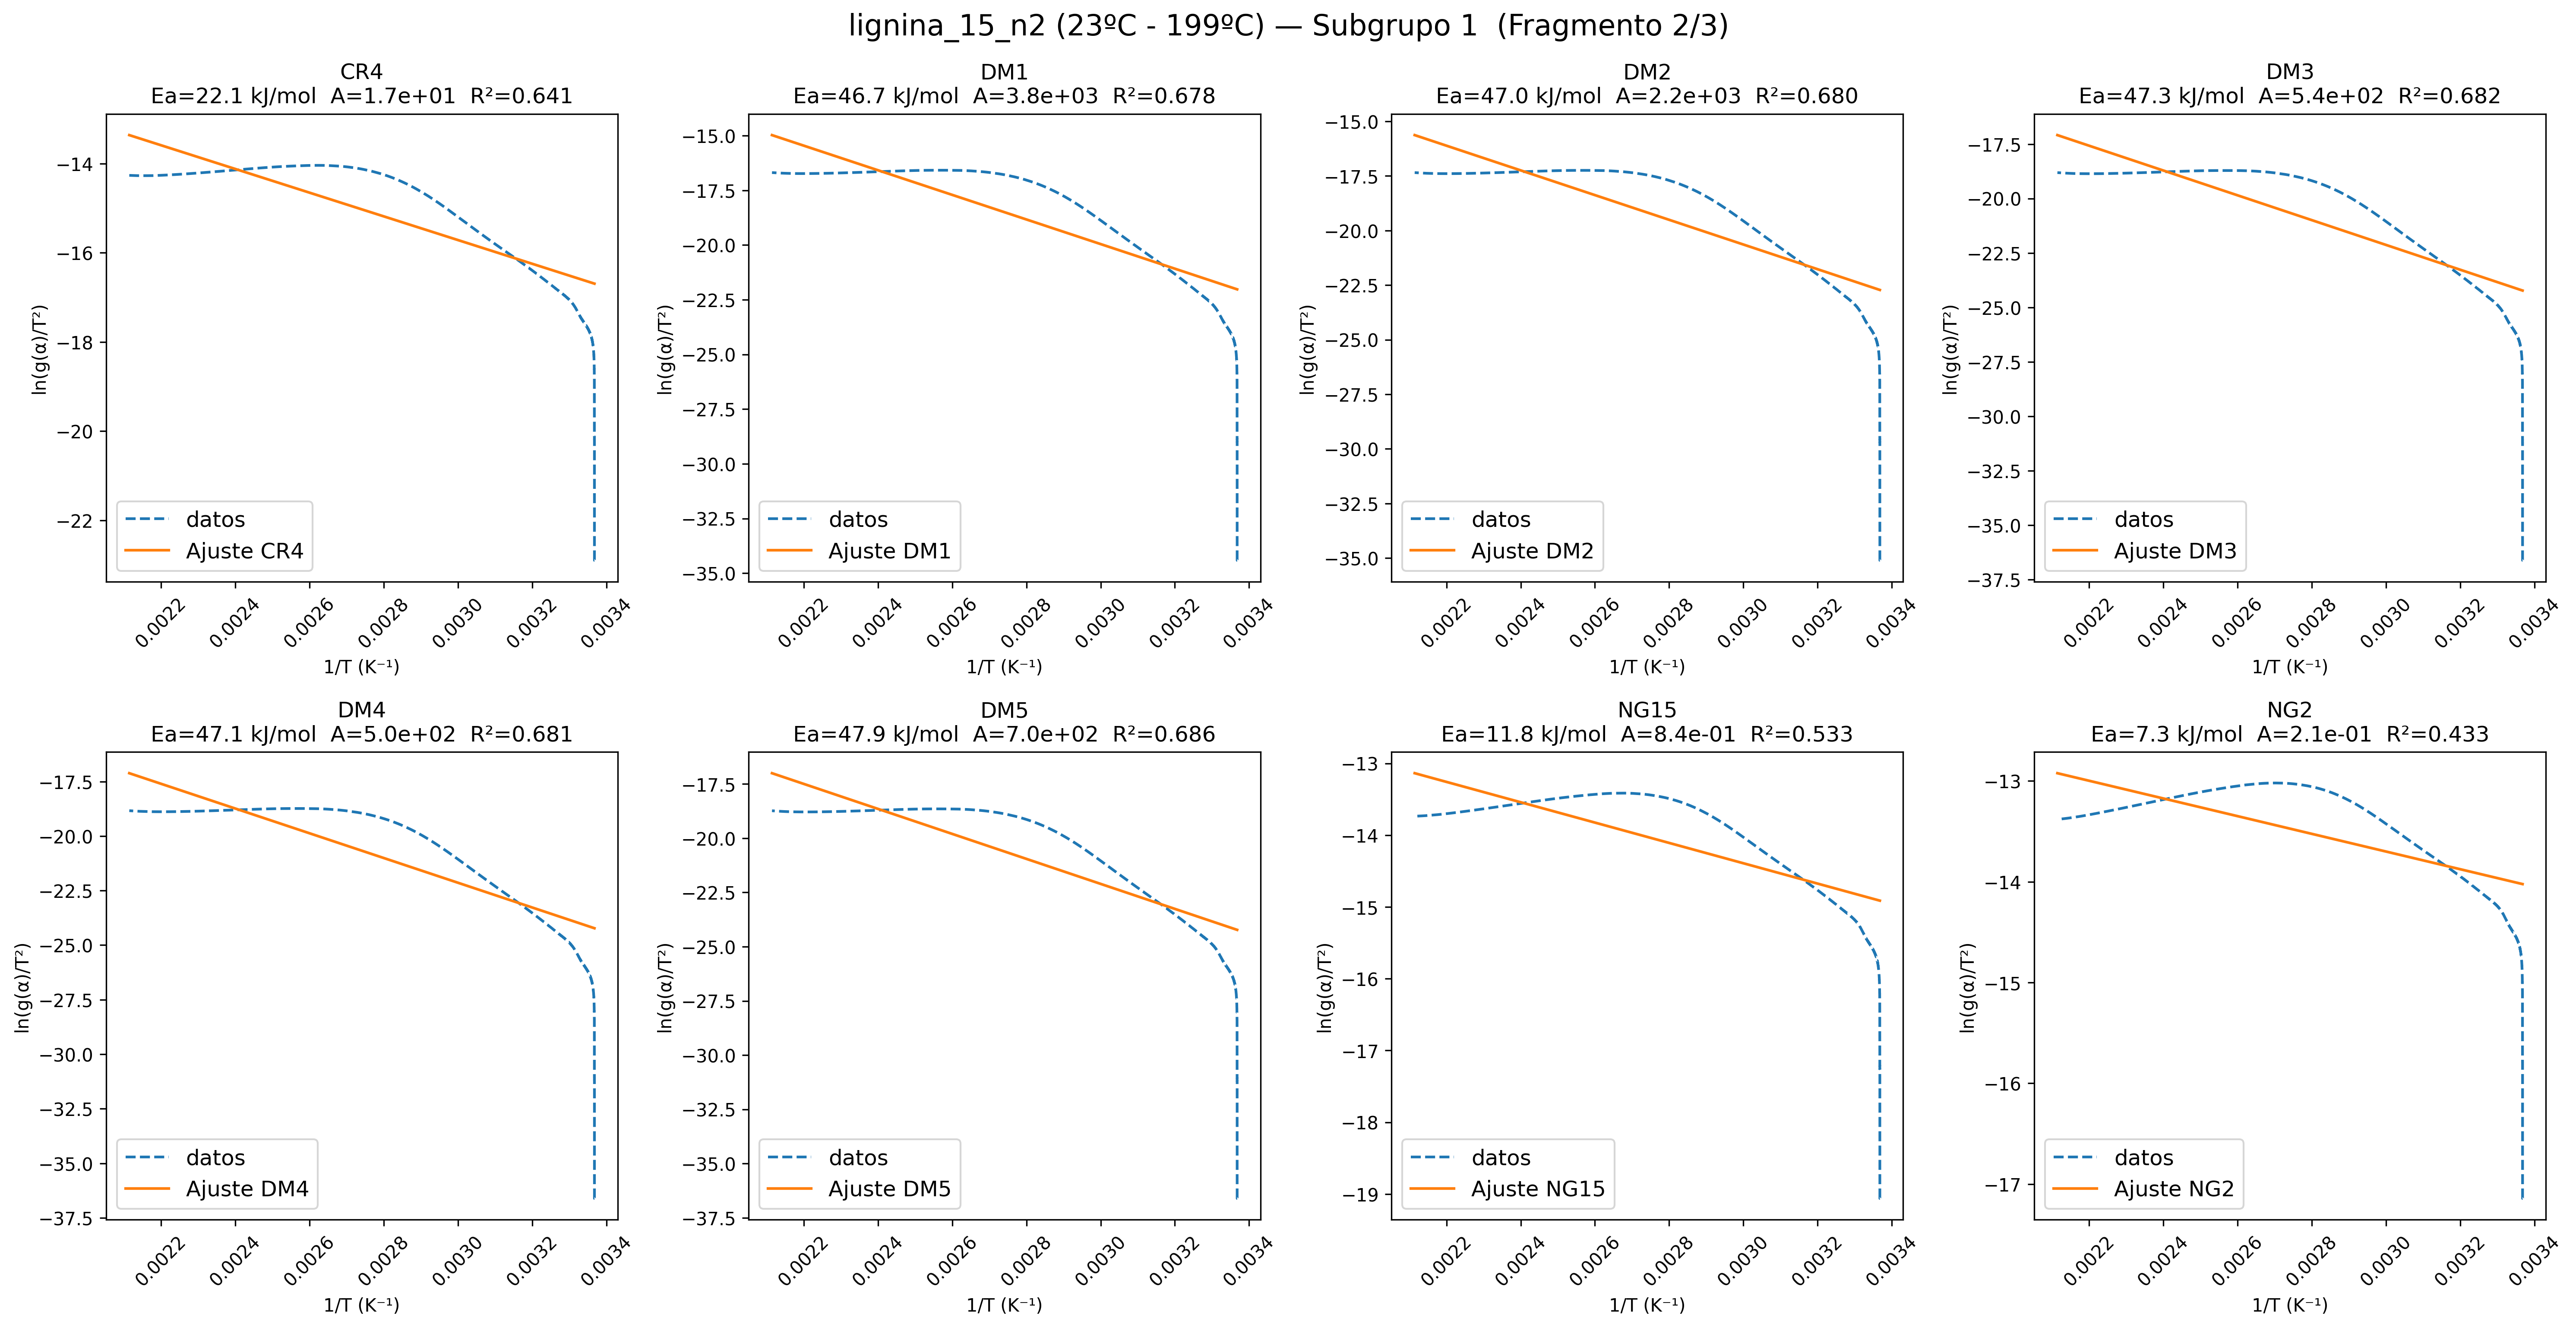 lignina_15_n2 (23ºC - 199ºC) — Subgrupo 1  (Fragmento 2/3)
CR4
Ea=22.1 kJ/mol  A=1.7e+01  R²=0.641
ln(g(α)/T²)
−14
−16
−18
−20
−22
datos
Ajuste CR4
0.0022
0.0024
0.0026
0.0028
0.0030
0.0032
0.0034
1/T (K⁻¹)
DM1
Ea=46.7 kJ/mol  A=3.8e+03  R²=0.678
ln(g(α)/T²)
−15.0
−17.5
−20.0
−22.5
−25.0
−27.5
−30.0
−32.5
−35.0
datos
Ajuste DM1
0.0022
0.0024
0.0026
0.0028
0.0030
0.0032
0.0034
1/T (K⁻¹)
DM2
Ea=47.0 kJ/mol  A=2.2e+03  R²=0.680
ln(g(α)/T²)
−15.0
−17.5
−20.0
−22.5
−25.0
−27.5
−30.0
−32.5
−35.0
datos
Ajuste DM2
0.0022
0.0024
0.0026
0.0028
0.0030
0.0032
0.0034
1/T (K⁻¹)
DM3
Ea=47.3 kJ/mol  A=5.4e+02  R²=0.682
ln(g(α)/T²)
−17.5
−20.0
−22.5
−25.0
−27.5
−30.0
−32.5
−35.0
−37.5
datos
Ajuste DM3
0.0022
0.0024
0.0026
0.0028
0.0030
0.0032
0.0034
1/T (K⁻¹)
DM4
Ea=47.1 kJ/mol  A=5.0e+02  R²=0.681
ln(g(α)/T²)
−17.5
−20.0
−22.5
−25.0
−27.5
−30.0
−32.5
−35.0
−37.5
datos
Ajuste DM4
0.0022
0.0024
0.0026
0.0028
0.0030
0.0032
0.0034
1/T (K⁻¹)
DM5
Ea=47.9 kJ/mol  A=7.0e+02  R²=0.686
ln(g(α)/T²)
−17.5
−20.0
−22.5
−25.0
−27.5
−30.0
−32.5
−35.0
−37.5
datos
Ajuste DM5
0.0022
0.0024
0.0026
0.0028
0.0030
0.0032
0.0034
1/T (K⁻¹)
NG15
Ea=11.8 kJ/mol  A=8.4e-01  R²=0.533
ln(g(α)/T²)
−13
−14
−15
−16
−17
−18
−19
datos
Ajuste NG15
0.0022
0.0024
0.0026
0.0028
0.0030
0.0032
0.0034
1/T (K⁻¹)
NG2
Ea=7.3 kJ/mol  A=2.1e-01  R²=0.433
ln(g(α)/T²)
−13
−14
−15
−16
−17
datos
Ajuste NG2
0.0022
0.0024
0.0026
0.0028
0.0030
0.0032
0.0034
1/T (K⁻¹)